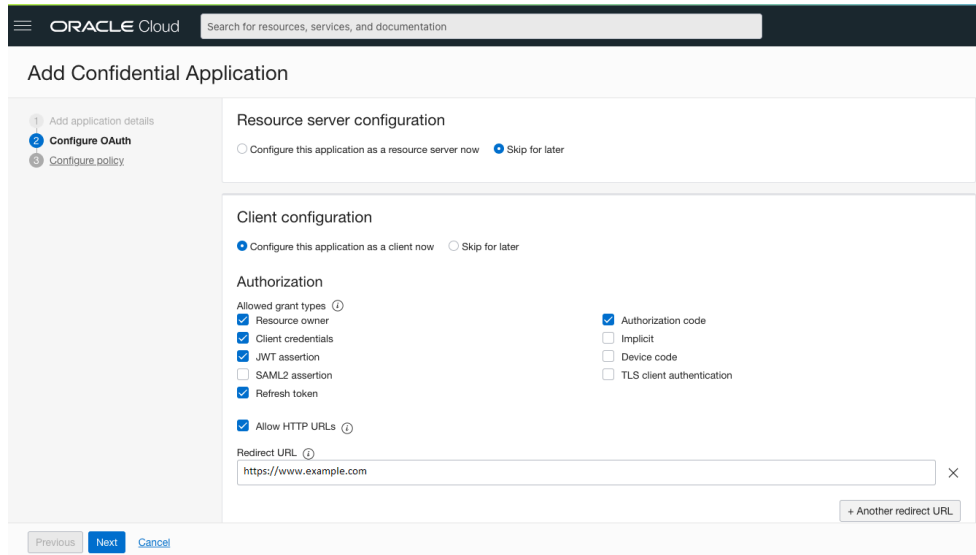 ORACLE Cloud
Search for resources, services, and documentation
Add Confidential Application
1 Add application details
2 Configure OAuth
3 Configure policy
Resource server configuration
Configure this application as a resource server now Skip for later
Client configuration
Configure this application as a client now Skip for later
Authorization
Allowed grant types i
Resource owner Authorization code
Client credentials Implicit
JWT assertion Device code
SAML2 assertion TLS client authentication
Refresh token
Allow HTTP URLs i
Redirect URL i
https://www.example.com
+ Another redirect URL
Previous Next Cancel